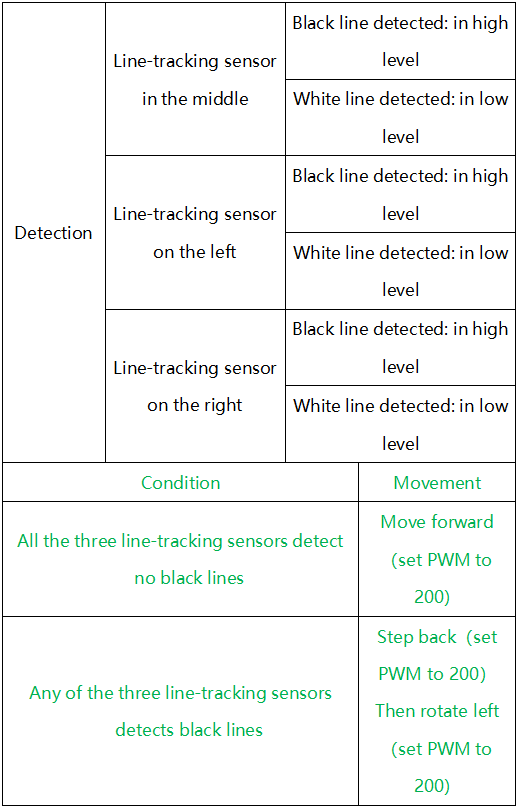 Detection
Line-tracking sensor
in the middle
Black line detected: in high
level
White line detected: in low
level
Line-tracking sensor
on the left
Black line detected: in high
level
White line detected: in low
level
Line-tracking sensor
on the right
Black line detected: in high
level
White line detected: in low
level
Condition
Movement
All the three line-tracking sensors detect
no black lines
Move forward
（set PWM to
200）
Any of the three line-tracking sensors
detects black lines
Step back（set
PWM to 200）
Then rotate left
（set PWM to
200）